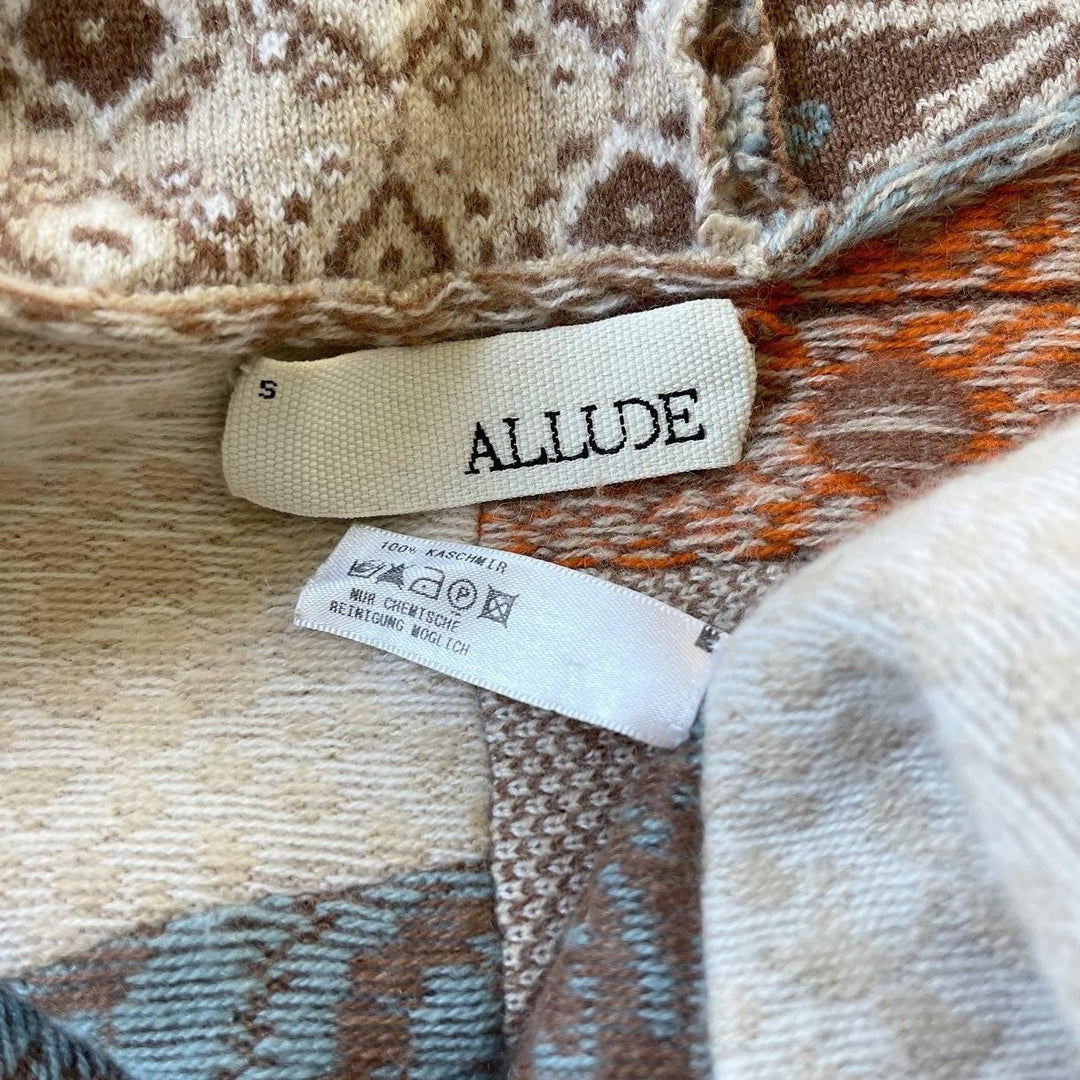 S
ALLUDE
100% KASCHMIR
P
NUR CHEMISCHE
REINIGUNG MÖGLICH